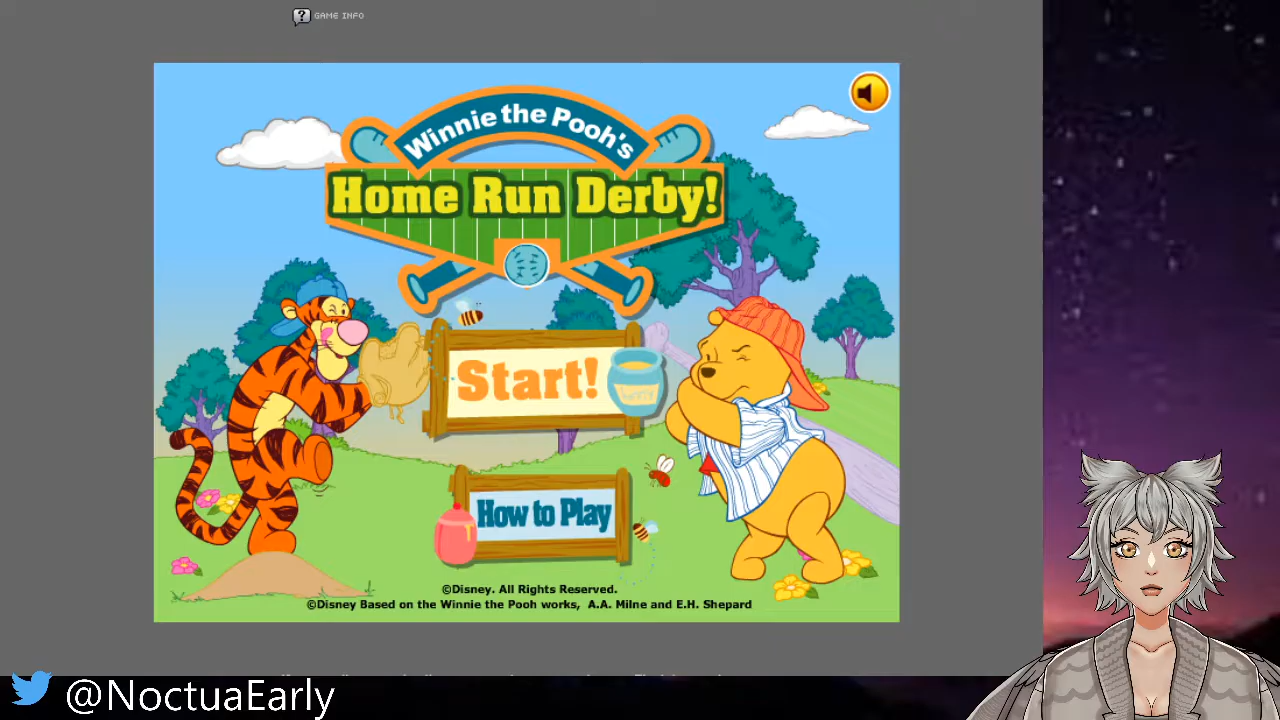 GAME INFO
Winnie the Pooh's
Home Run Derby!
Start!
How to Play
©Disney. All Rights Reserved.
©Disney Based on the Winnie the Pooh works, A.A. Milne and E.H. Shepard
@NoctuaEarly